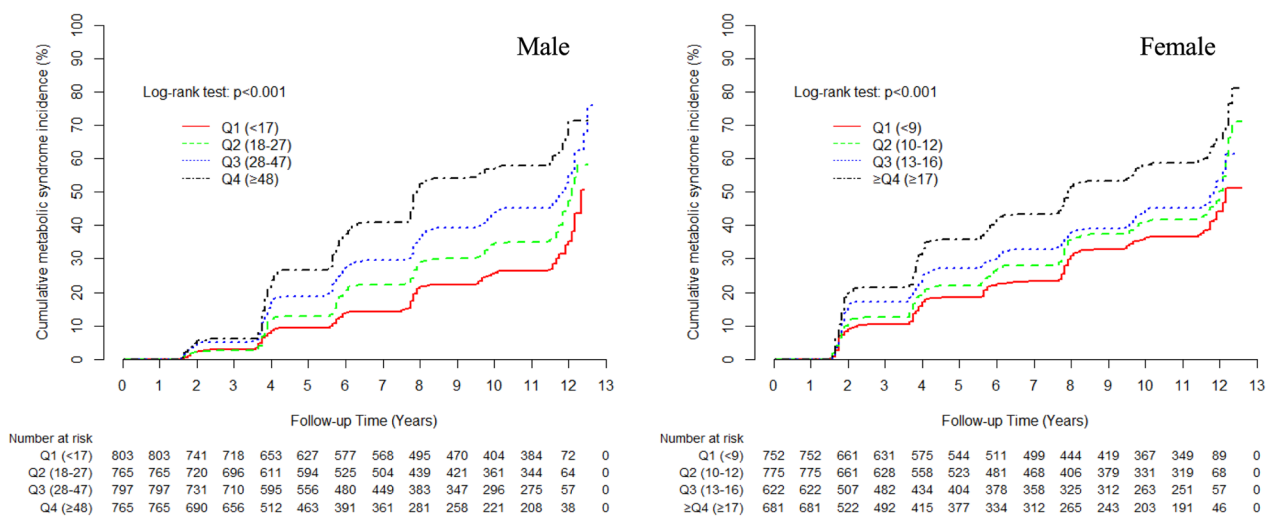 Male
Cumulative metabolic syndrome incidence (%)
100
90
80
70
60
50
40
30
20
10
0
Log-rank test: p<0.001
Q1 (<17)
Q2 (18-27)
Q3 (28-47)
Q4 (≥48)
0 1 2 3 4 5 6 7 8 9 10 11 12 13
Follow-up Time (Years)
Number at risk
Q1 (<17) 803 803 741 718 653 627 577 568 495 470 404 384 72 0
Q2 (18-27) 765 765 720 696 611 594 525 504 439 421 361 344 64 0
Q3 (28-47) 797 797 731 710 595 556 480 449 383 347 296 275 57 0
Q4 (≥48) 765 765 690 656 512 463 391 361 281 258 221 208 38 0
Female
Cumulative metabolic syndrome incidence (%)
100
90
80
70
60
50
40
30
20
10
0
Log-rank test: p<0.001
Q1 (<9)
Q2 (10-12)
Q3 (13-16)
≥Q4 (≥17)
0 1 2 3 4 5 6 7 8 9 10 11 12 13
Follow-up Time (Years)
Number at risk
Q1 (<9) 752 752 661 631 575 544 511 499 444 419 367 349 89 0
Q2 (10-12) 775 775 661 628 558 523 481 468 406 379 331 319 68 0
Q3 (13-16) 622 622 507 482 434 404 378 358 325 312 263 251 57 0
≥Q4 (≥17) 681 681 522 492 415 377 334 312 265 243 203 191 46 0